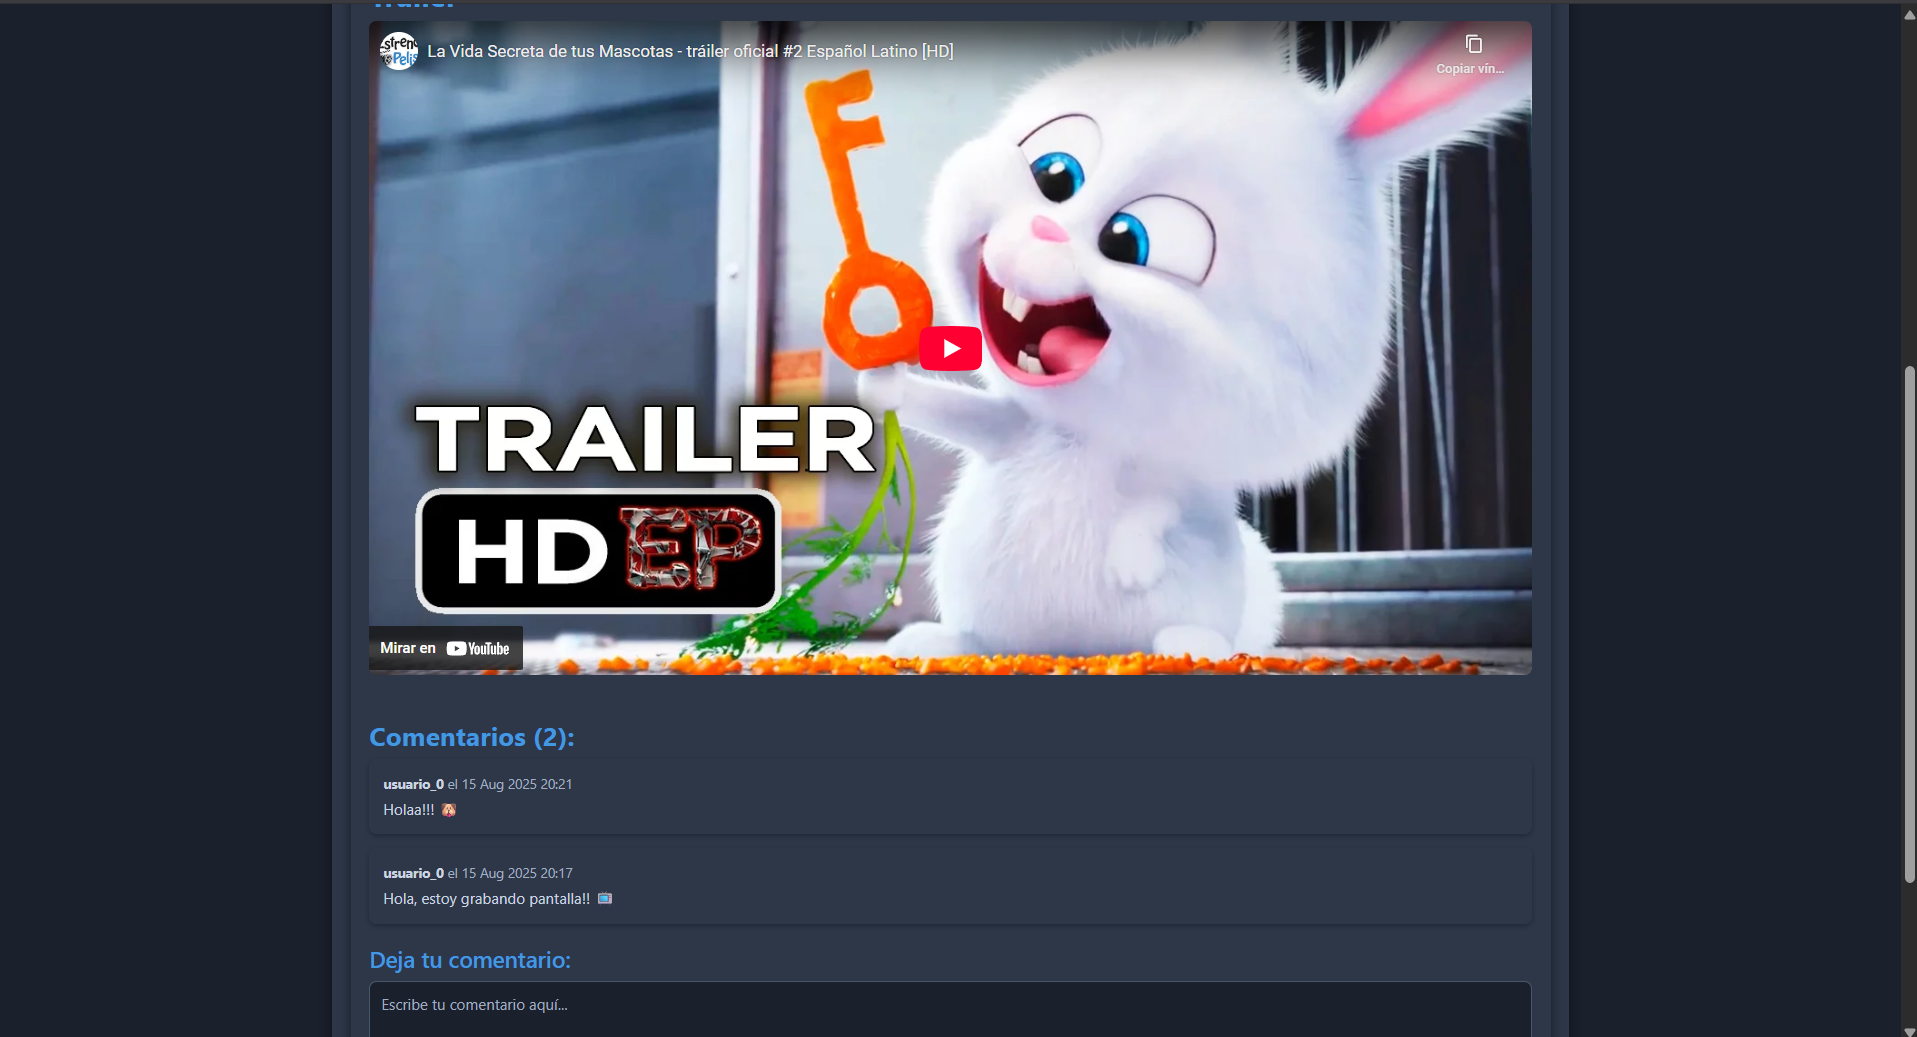 Trailer
strenos
Pelis
La Vida Secreta de tus Mascotas - tráiler oficial #2 Español Latino [HD]
Copiar vín...
TRAILER
HD EP
Mirar en YouTube
Comentarios (2):
usuario_0 el 15 Aug 2025 20:21
Holaa!!!
usuario_0 el 15 Aug 2025 20:17
Hola, estoy grabando pantalla!!
Deja tu comentario:
Escribe tu comentario aquí...